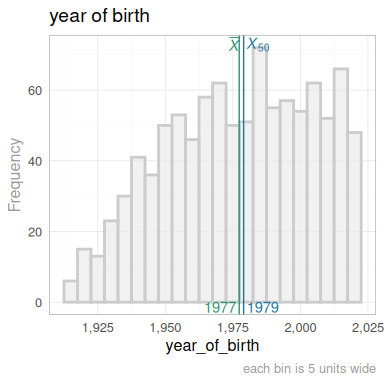 year of birth
X̅ X₅₀
Frequency
60
40
20
0
1977 1979
1,925 1,950 1,975 2,000 2,025
year_of_birth
each bin is 5 units wide